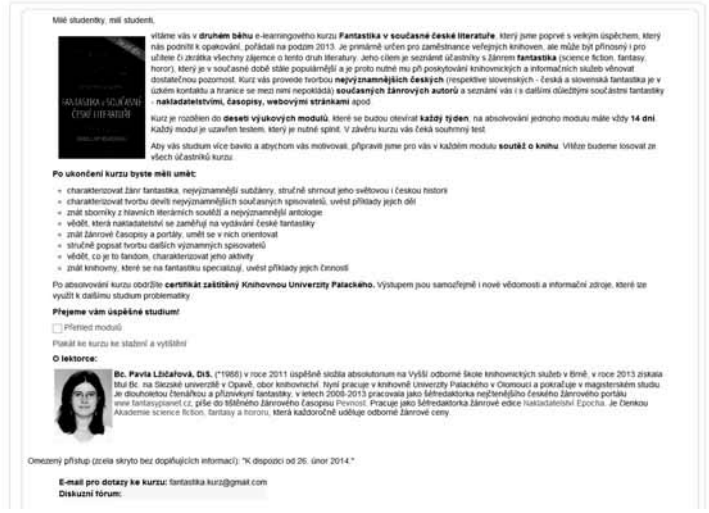 Milé studentky, milí studenti,
vítáme vás v druhém běhu e-learningového kurzu Fantastika v současné české literatuře, který jsme poprvé s velkým úspěchem, který
nás podnítil k opakování, pořádali na podzim 2013. Je primárně určen pro zaměstnance veřejných knihoven, ale může být přínosný i pro
učitele či zkrátka všechny zájemce o tento druh literatury. Jeho cílem je seznámit účastníky s žánrem fantastika (science fiction, fantasy,
horor), který je v současné době stále populárnější a je proto nutné mu při poskytování knihovnických a informačních služeb věnovat
dostatečnou pozornost. Kurz vás provede tvorbou nejvýznamnějších českých (respektive slovenských - česká a slovenská fantastika je v
úzkém kontaktu a hranice se mezi nimi nepokládá) současných žánrových autorů a seznámí vás i s dalšími důležitými součástmi fantastiky
- nakladatelstvími, časopisy, webovými stránkami apod.
FANTASTIKA V SOUČASNÉ
ČESKÉ LITERATUŘE
Kurz je rozdělen do deseti výukových modulů, které se budou otevírat každý týden, na absolvování jednoho modulu máte vždy 14 dní.
Každý modul je uzavřen testem, který je nutné splnit. V závěru kurzu vás čeká souhrnný test.
Aby vás studium více bavilo a abychom vás motivovali, připravili jsme pro vás v každém modulu soutěž o knihu. Vítěze budeme losovat ze
všech účastníků kurzu.
Po ukončení kurzu byste měli umět:
charakterizovat žánr fantastika, nejvýznamnější subžánry, stručně shrnout jeho světovou i českou historii
charakterizovat tvorbu devíti nejvýznamnějších současných spisovatelů, uvést příklady jejich děl
znát sborníky z hlavních literárních soutěží a nejvýznamnější antologie
vědět, která nakladatelství se zaměřují na vydávání české fantastiky
znát žánrové časopisy a portály, umět se v nich orientovat
stručně popsat tvorbu dalších významných spisovatelů
vědět, co je to fandom, charakterizovat jeho aktivity
znát knihovny, které se na fantastiku specializují, uvést příklady jejich činností
Po absolvování kurzu obdržíte certifikát zaštítěný Knihovnou Univerzity Palackého. Výstupem jsou samozřejmě i nové vědomosti a informační zdroje, které lze
využít k dalšímu studium problematiky.
Přejeme vám úspěšné studium!
Přehled modulů
Plakát ke kurzu ke stažení a vytištění
O lektorce:
Bc. Pavla Lžičařová, DiS. (*1988) v roce 2011 úspěšně složila absolutorium na Vyšší odborné škole knihovnických služeb v Brně, v roce 2013 získala
titul Bc. na Slezské univerzitě v Opavě, obor knihovnictví. Nyní pracuje v knihovně Univerzity Palackého v Olomouci a pokračuje v magisterském studiu.
Je dlouholetou čtenářkou a příznivkyní fantastiky, v letech 2008-2013 pracovala jako šéfredaktorka nejčtenějšího českého žánrového portálu
www.fantasyplanet.cz, píše do tištěného žánrového časopisu Pevnost. Pracuje jako šéfredaktorka žánrové edice Nakladatelství Epocha. Je členkou
Akademie science fiction, fantasy a hororu, která každoročně uděluje odborné žánrové ceny.
Omezený přístup (zcela skryto bez doplňujících informací): "K dispozici od 26. únor 2014."
E-mail pro dotazy ke kurzu: fantastika.kurz@gmail.com
Diskuzní fórum: